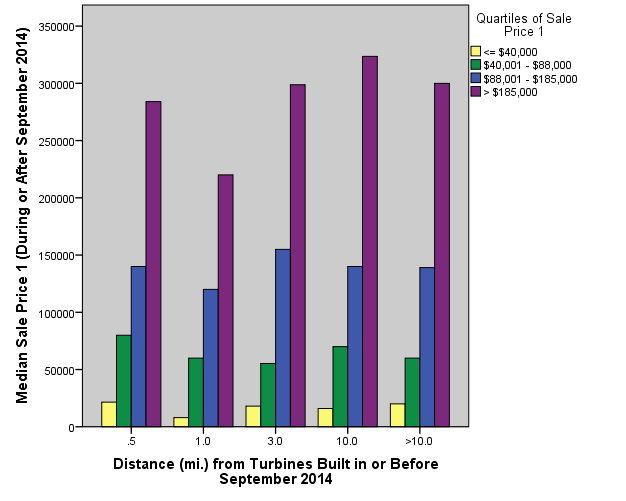 Quartiles of Sale
Price 1
<= $40,000
$40,001 - $88,000
$88,001 - $185,000
> $185,000
Median Sale Price 1 (During or After September 2014)
350000
300000
250000
200000
150000
100000
50000
0
.5
1.0
3.0
10.0
>10.0
Distance (mi.) from Turbines Built in or Before
September 2014